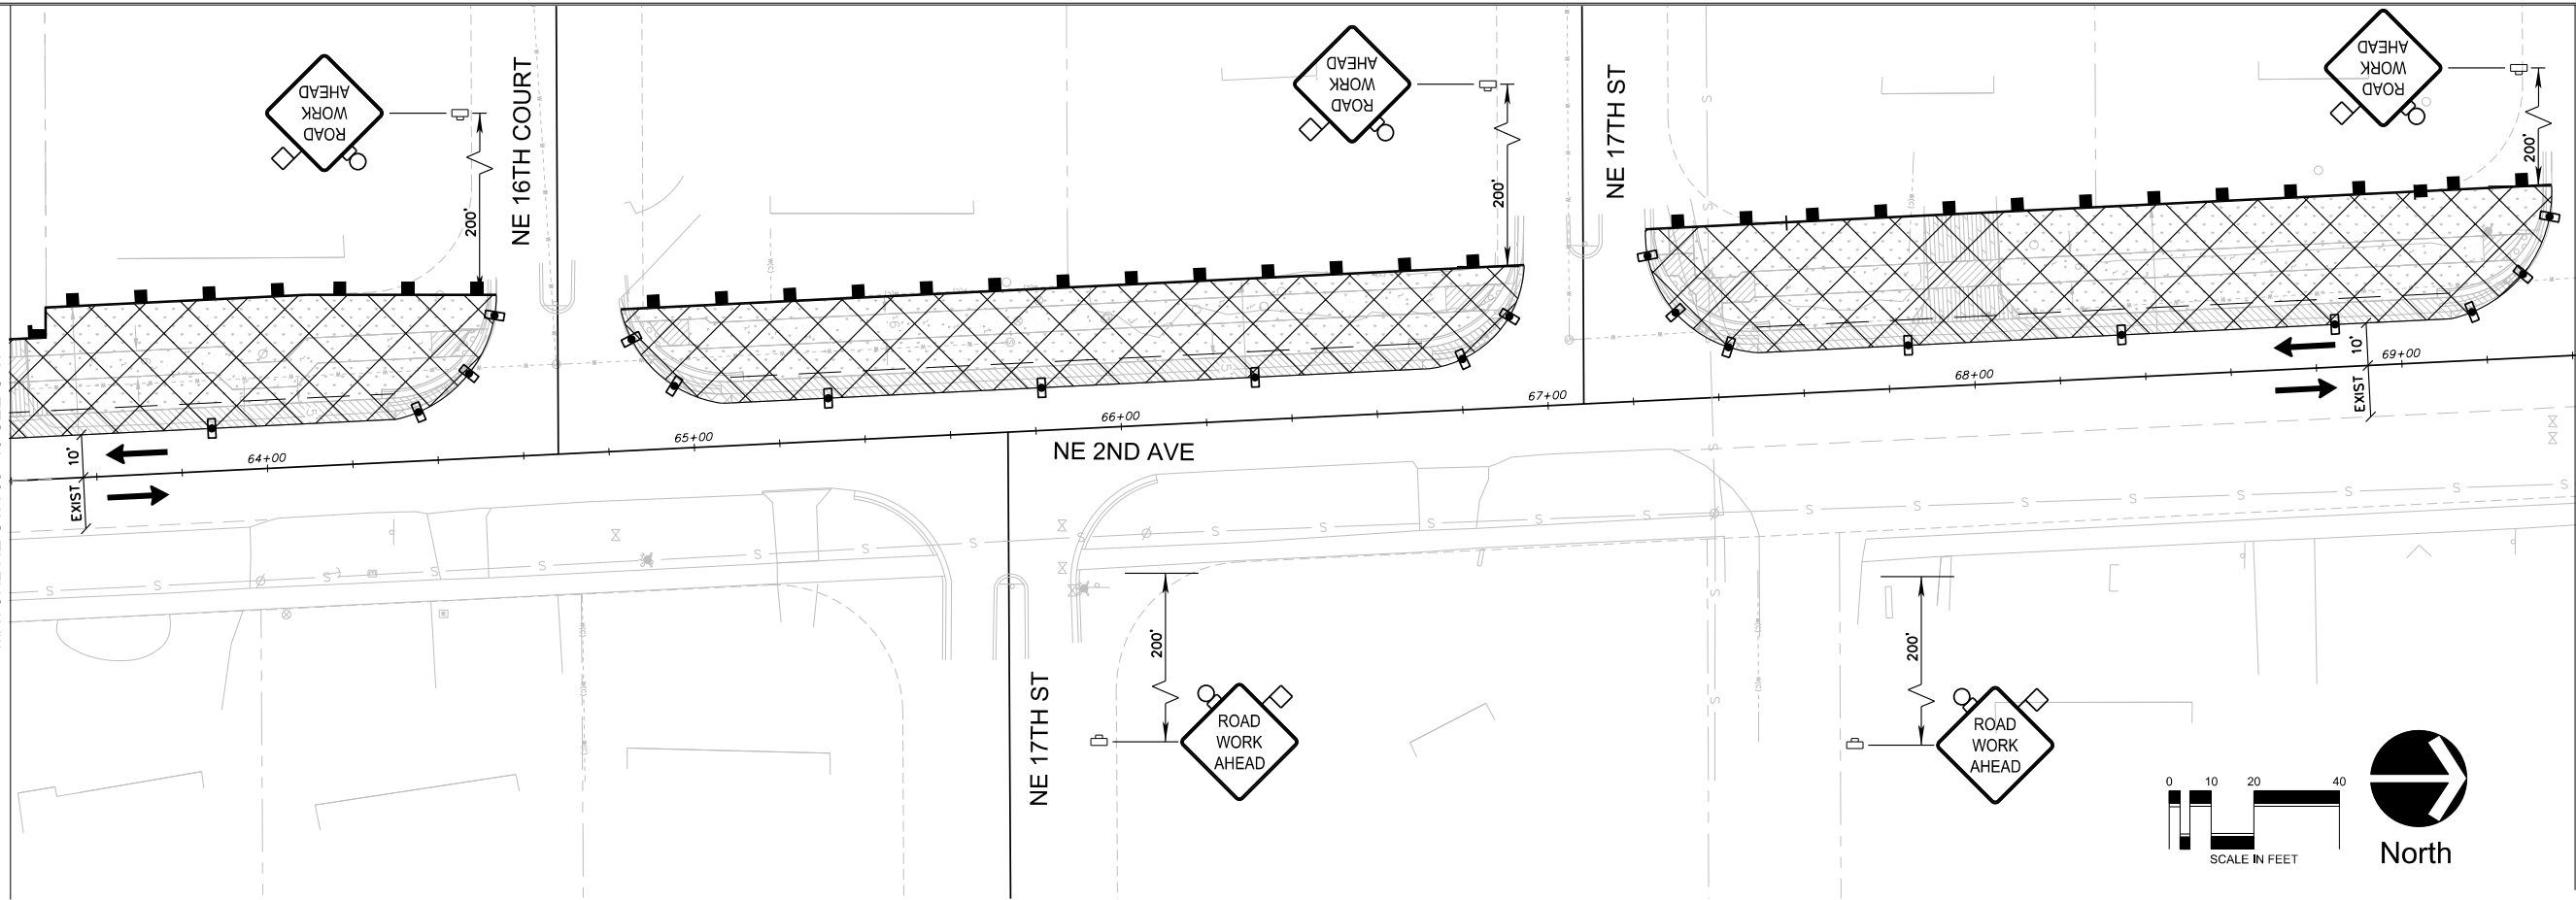 ROAD
WORK
AHEAD
200'
NE 16TH COURT
ROAD
WORK
AHEAD
200'
NE 17TH ST
ROAD
WORK
AHEAD
200'
10'
EXIST
64+00
65+00
66+00
67+00
68+00
69+00
10'
EXIST
NE 2ND AVE
NE 17TH ST
200'
ROAD
WORK
AHEAD
200'
ROAD
WORK
AHEAD
0 10 20 40
SCALE IN FEET
North